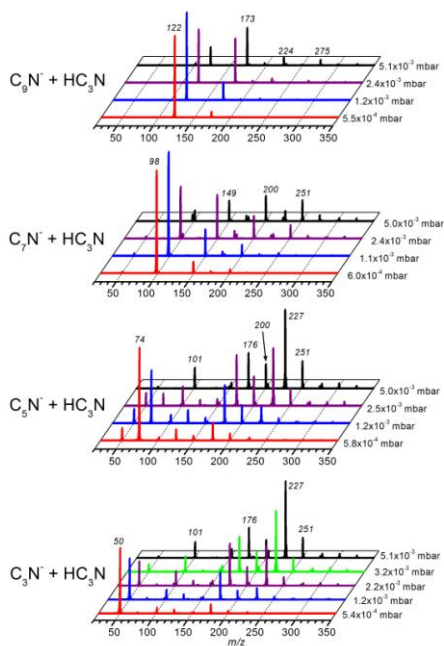 122
173
224
275
5.1x10⁻³ mbar
C₉N⁻ + HC₃N
2.4x10⁻³ mbar
1.2x10⁻³ mbar
5.5x10⁻⁴ mbar
50 100 150 200 250 300 350
98
149
200
251
5.0x10⁻³ mbar
C₇N⁻ + HC₃N
2.4x10⁻³ mbar
1.1x10⁻³ mbar
6.0x10⁻⁴ mbar
50 100 150 200 250 300 350
227
74
101
176
200
251
5.0x10⁻³ mbar
C₅N⁻ + HC₃N
2.5x10⁻³ mbar
1.2x10⁻³ mbar
5.8x10⁻⁴ mbar
50 100 150 200 250 300 350
227
50
101
176
251
5.1x10⁻³ mbar
C₃N⁻ + HC₃N
3.2x10⁻³ mbar
2.2x10⁻³ mbar
1.2x10⁻³ mbar
5.4x10⁻⁴ mbar
50 100 150 200 250 300 350
m/z